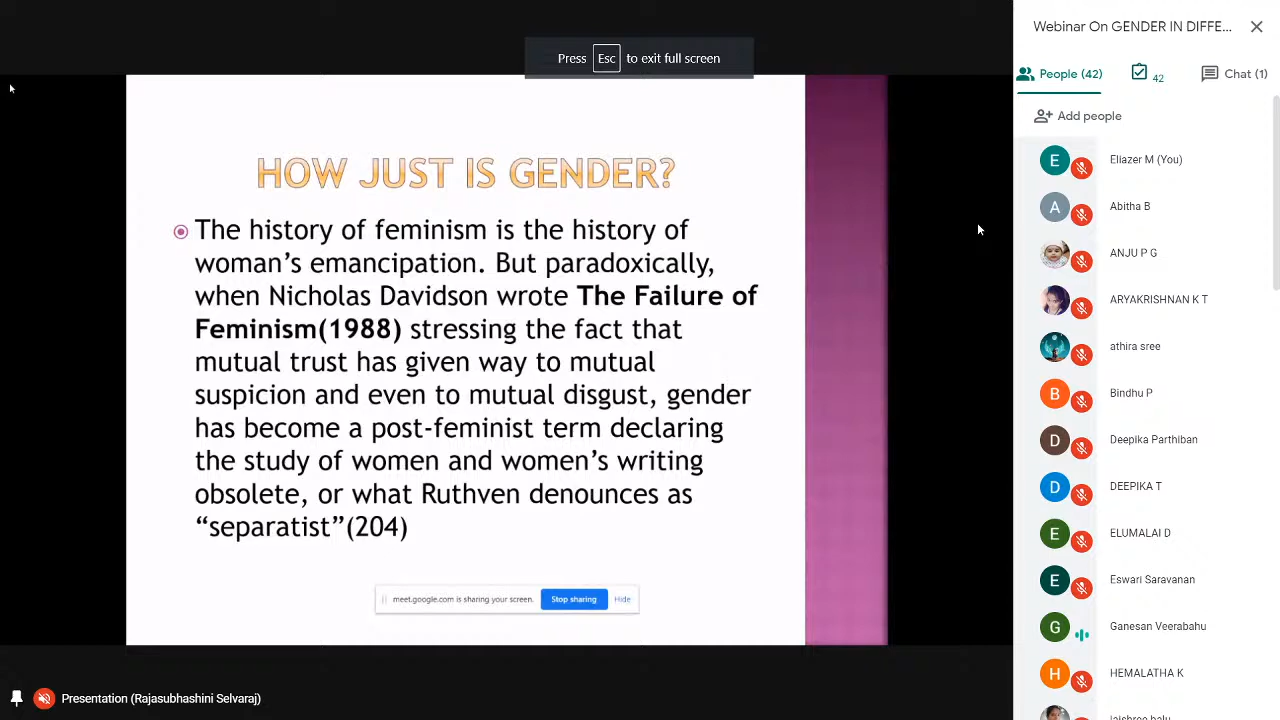 Press Esc to exit full screen
HOW JUST IS GENDER?
The history of feminism is the history of
woman's emancipation. But paradoxically,
when Nicholas Davidson wrote The Failure of
Feminism(1988) stressing the fact that
mutual trust has given way to mutual
suspicion and even to mutual disgust, gender
has become a post-feminist term declaring
the study of women and women's writing
obsolete, or what Ruthven denounces as
“separatist”(204)
meet.google.com is sharing your screen. Stop sharing Hide
Presentation (Rajasubhashini Selvaraj)
Webinar On GENDER IN DIFFE...
People (42) 42 Chat (1)
Add people
E Eliazer M (You)
A Abitha B
ANJU P G
ARYAKRISHNAN K T
athira sree
B Bindhu P
D Deepika Parthiban
D DEEPIKA T
E ELUMALAI D
E Eswari Saravanan
G Ganesan Veerabahu
H HEMALATHA K